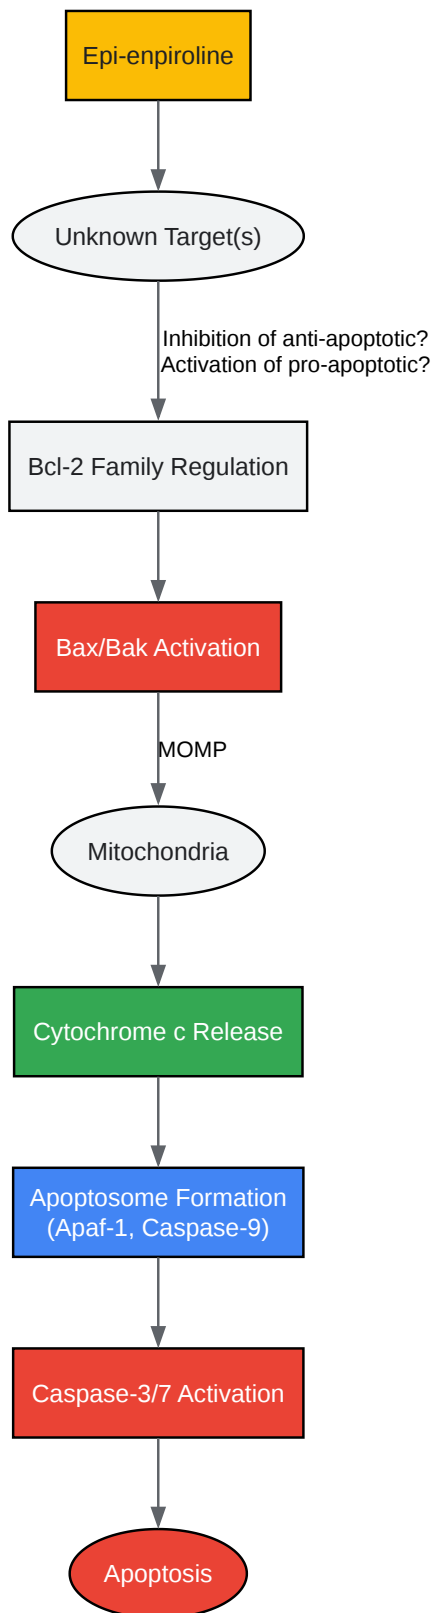 Epi-enpiroline
Unknown Target(s)
Inhibition of anti-apoptotic?
Activation of pro-apoptotic?
Bcl-2 Family Regulation
Bax/Bak Activation
MOMP
Mitochondria
Cytochrome c Release
Apoptosome Formation
(Apaf-1, Caspase-9)
Caspase-3/7 Activation
Apoptosis